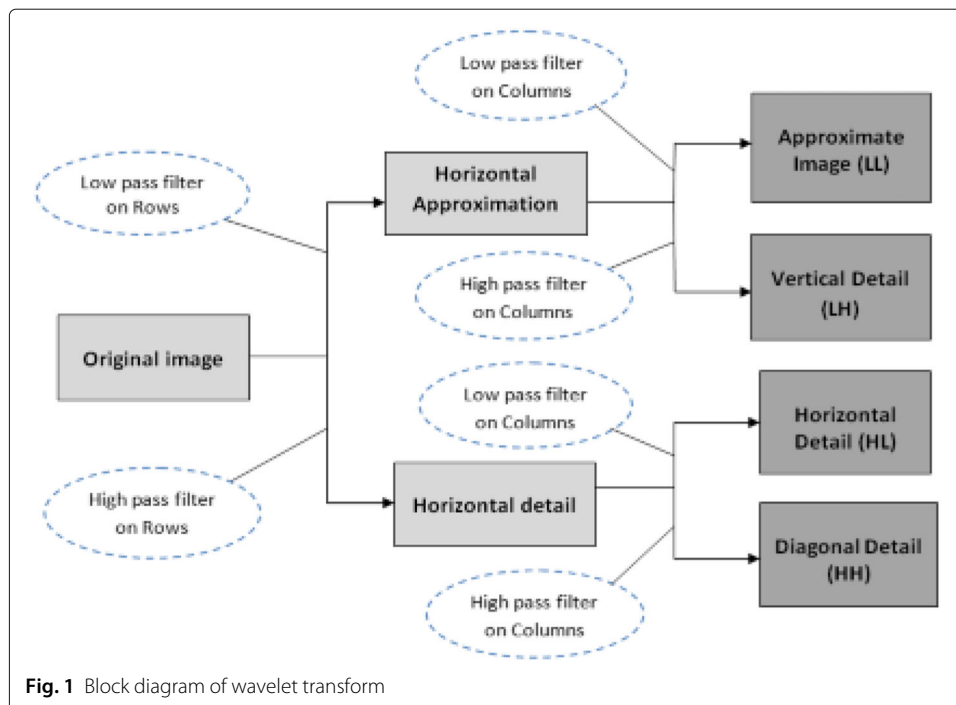 Low pass filter
on Columns
Approximate
Image (LL)
Low pass filter
on Rows
Horizontal
Approximation
High pass filter
on Columns
Vertical Detail
(LH)
Original image
Low pass filter
on Columns
Horizontal
Detail (HL)
High pass filter
on Rows
Horizontal detail
Diagonal Detail
(HH)
High pass filter
on Columns
Fig. 1 Block diagram of wavelet transform